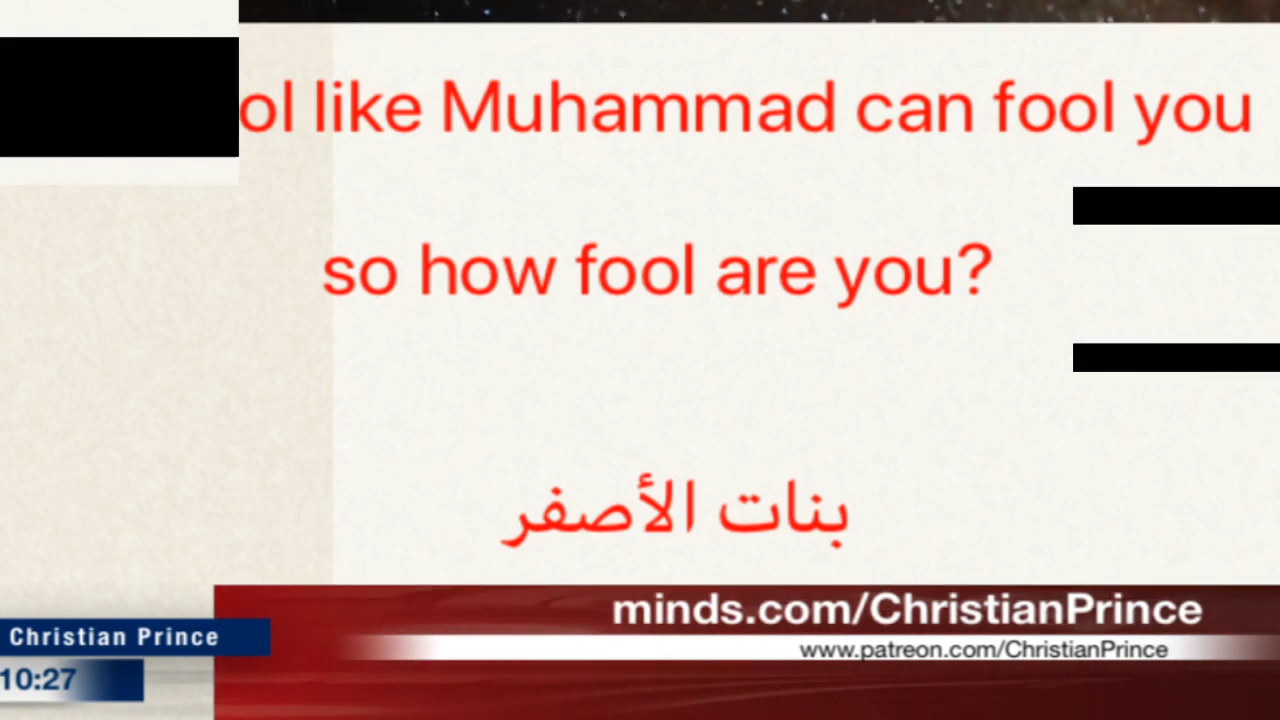 like Muhammad can fool you
so how fool are you?
بنات الأصفر
minds.com/ChristianPrince
Christian Prince
www.patreon.com/ChristianPrince
10:27